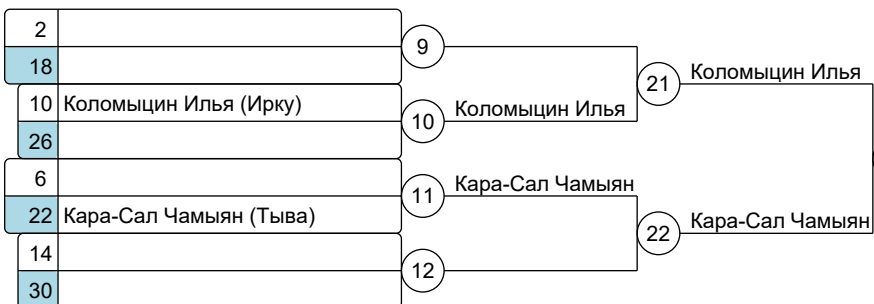 2
9
18
21 Коломыцин Илья
10 Коломыцин Илья (Ирку)
10 Коломыцин Илья
26
6
11 Кара-Сал Чамыян
22 Кара-Сал Чамыян (Тыва)
22 Кара-Сал Чамыян
14
12
30